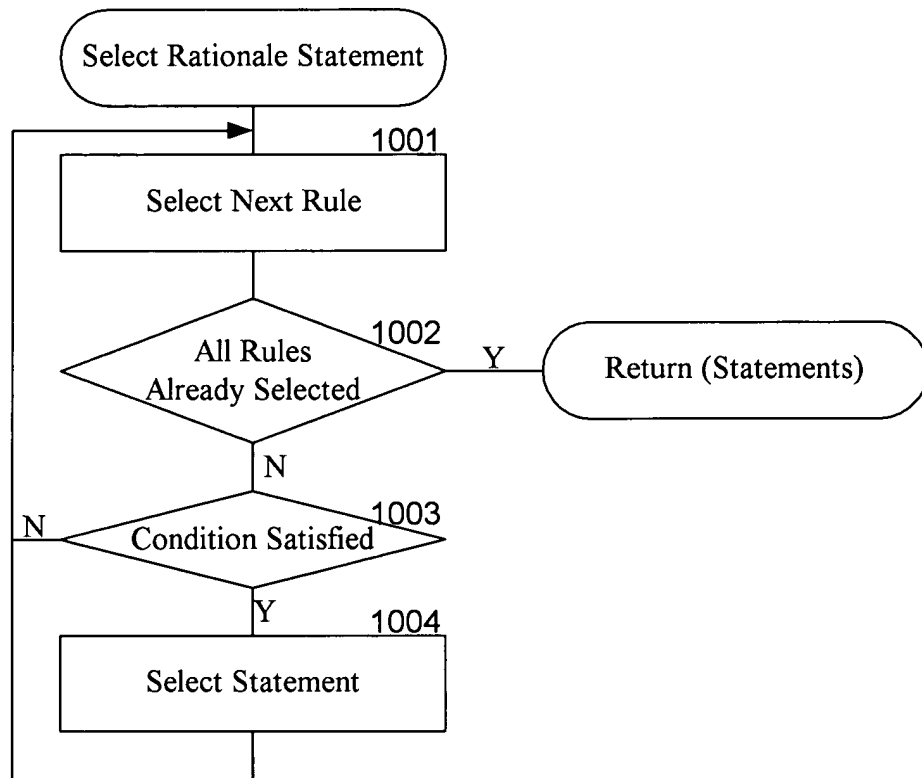 Select Rationale Statement
1001
Select Next Rule
1002
All Rules
Already Selected
Y
Return (Statements)
N
1003
Condition Satisfied
N
Y
1004
Select Statement